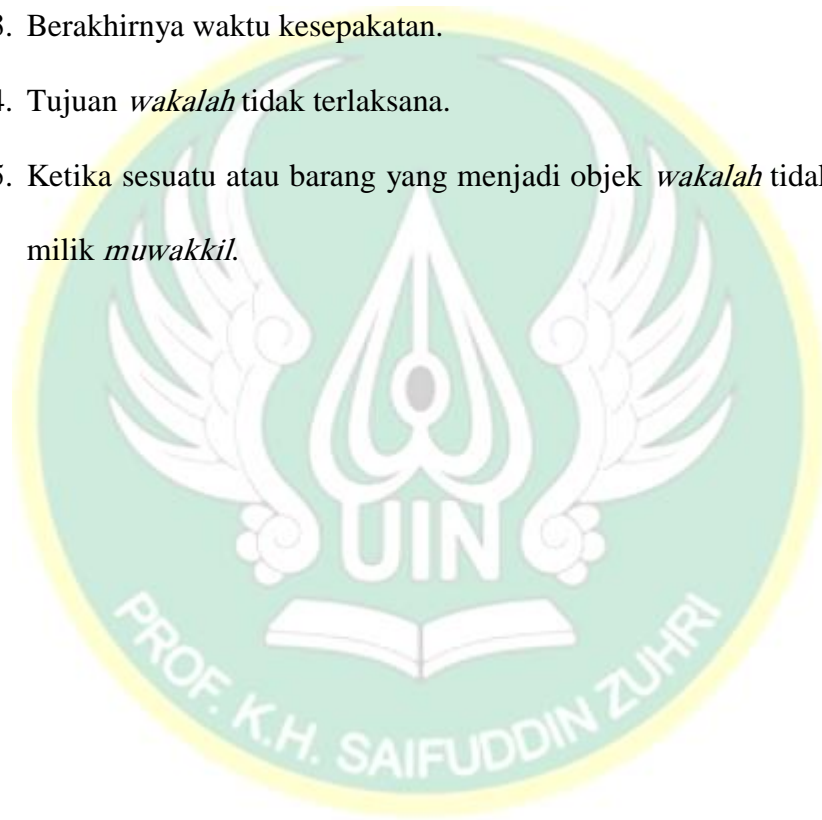 3. Berakhirnya waktu kesepakatan.
4. Tujuan wakalah tidak terlaksana.
5. Ketika sesuatu atau barang yang menjadi objek wakalah tidak
milik muwakkil.
UIN
PROF. K.H. SAIFUDDIN ZUHRI